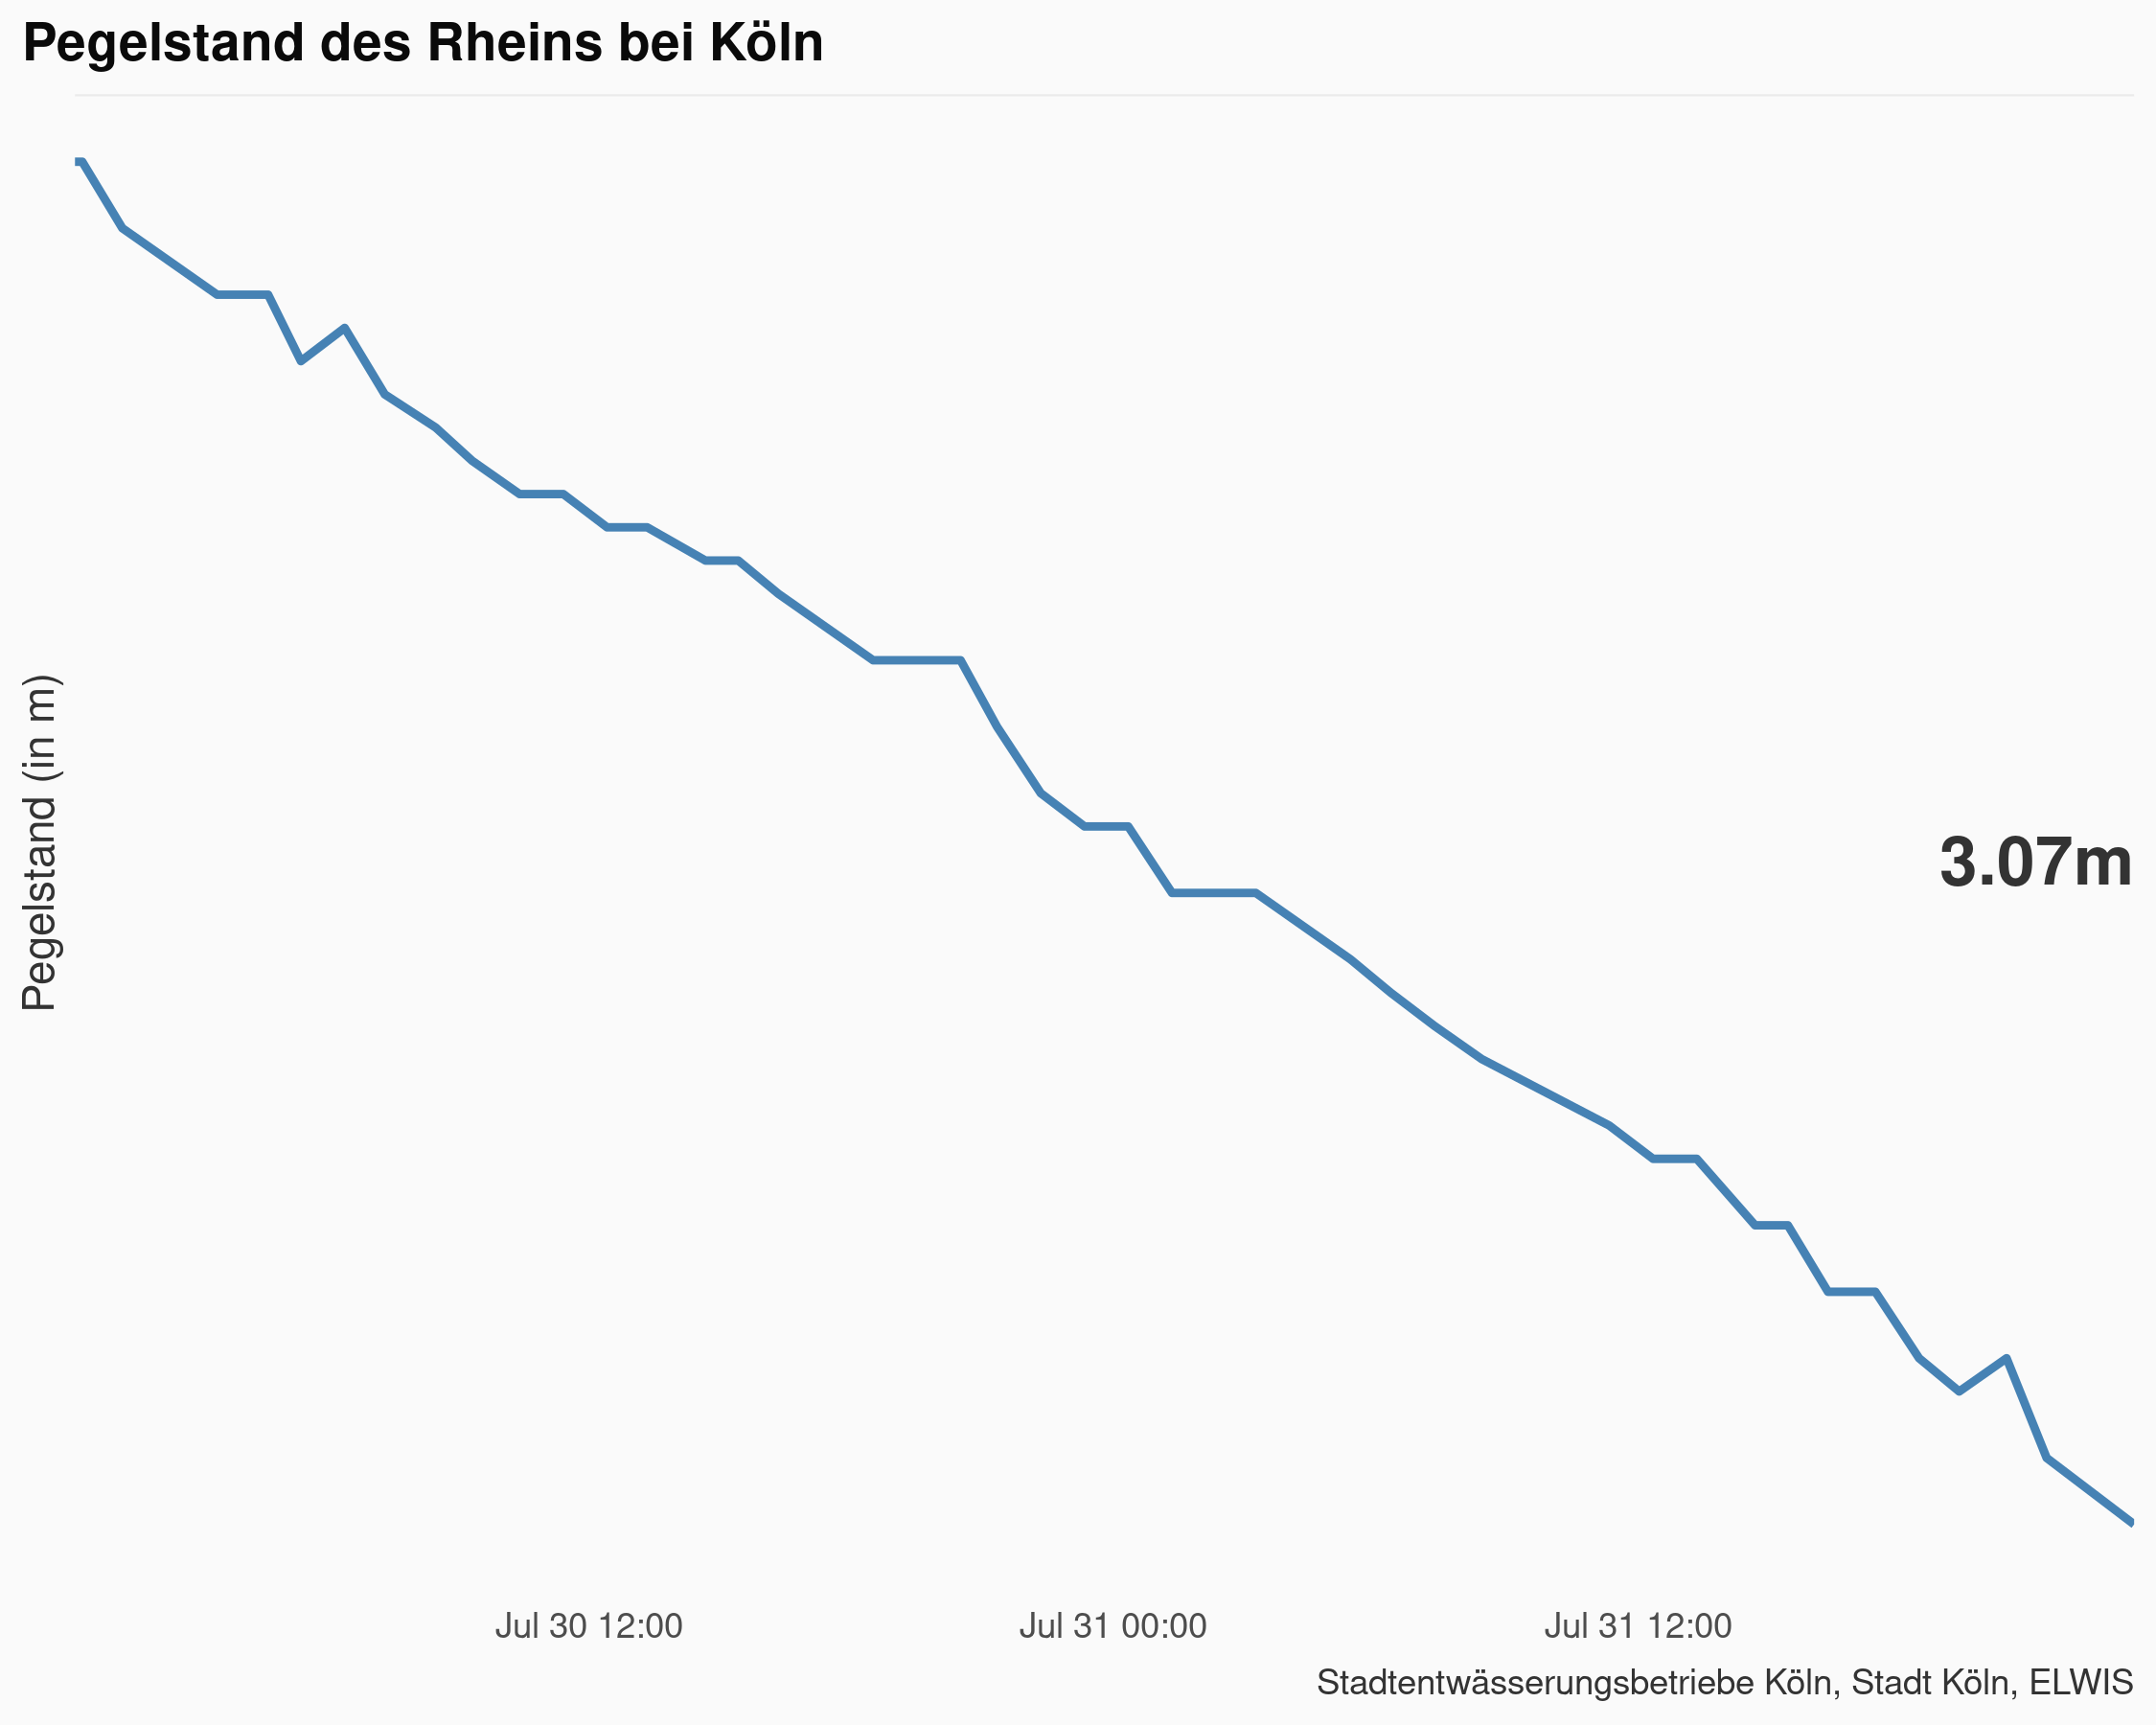 Pegelstand des Rheins bei Köln
Pegelstand (in m)
3.07m
Jul 30 12:00
Jul 31 00:00
Jul 31 12:00
Stadtentwässerungsbetriebe Köln, Stadt Köln, ELWIS